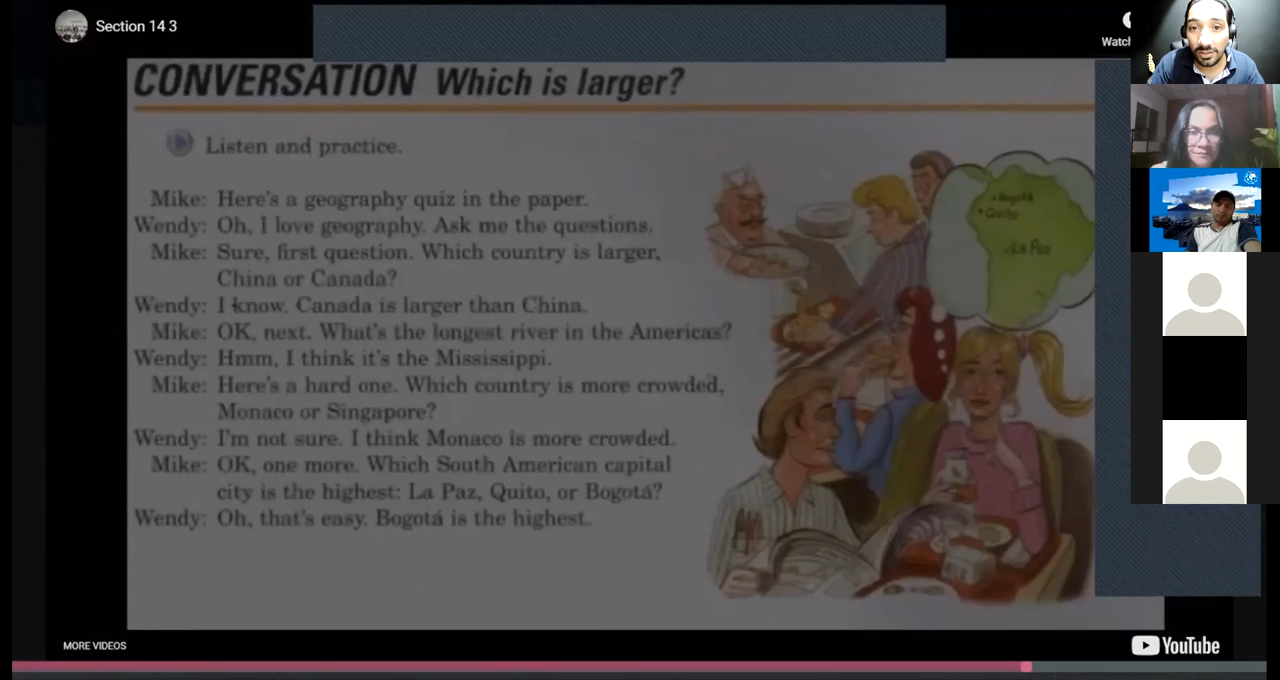 Section 14 3
Watch
CONVERSATION Which is larger?
Listen and practice.
Mike: Here's a geography quiz in the paper.
Wendy: Oh, I love geography. Ask me the questions.
Mike: Sure, first question. Which country is larger,
China or Canada?
Wendy: I know. Canada is larger than China.
Mike: OK, next. What's the longest river in the Americas?
Wendy: Hmm, I think it's the Mississippi.
Mike: Here's a hard one. Which country is more crowded,
Monaco or Singapore?
Wendy: I'm not sure. I think Monaco is more crowded.
Mike: OK, one more. Which South American capital
city is the highest: La Paz, Quito, or Bogotá?
Wendy: Oh, that's easy. Bogotá is the highest.
Bogotá
Quito
La Paz
MORE VIDEOS
YouTube